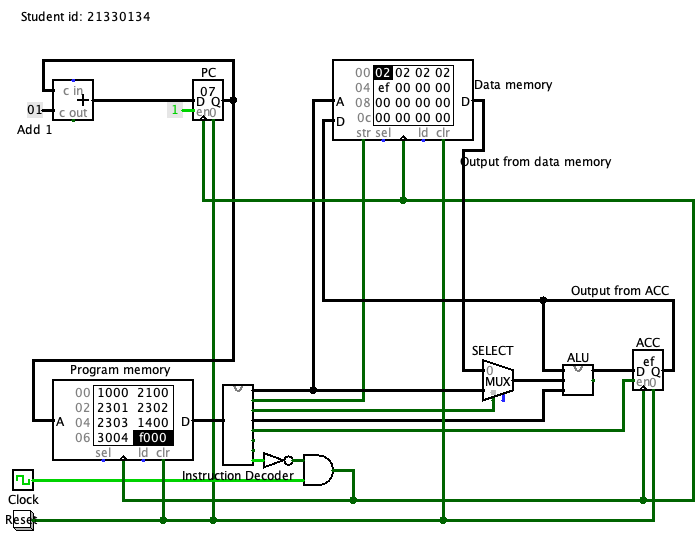 Student id: 21330134
PC
c in
+
c out
01
Add 1
07
D Q
1
en0
00 02 02 02 02
04 ef 00 00 00
08 00 00 00 00
0c 00 00 00 00
A
D
D
str sel ld clr
Data memory
Output from data memory
Output from ACC
SELECT
0
MUX
ALU
ACC
ef
D Q
en0
Program memory
00 1000 2100
02 2301 2302
04 2303 1400
06 3004 f000
A
D
sel ld clr
Instruction Decoder
Clock
Reset